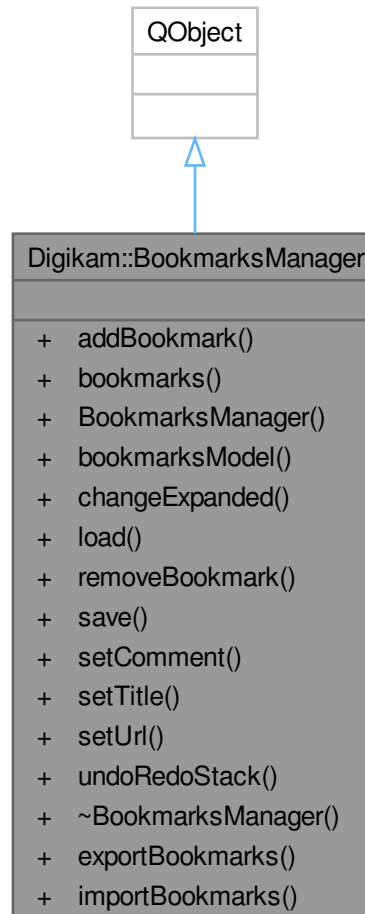 QObject
Digikam::BookmarksManager
+ addBookmark()
+ bookmarks()
+ BookmarksManager()
+ bookmarksModel()
+ changeExpanded()
+ load()
+ removeBookmark()
+ save()
+ setComment()
+ setTitle()
+ setUrl()
+ undoRedoStack()
+ ~BookmarksManager()
+ exportBookmarks()
+ importBookmarks()